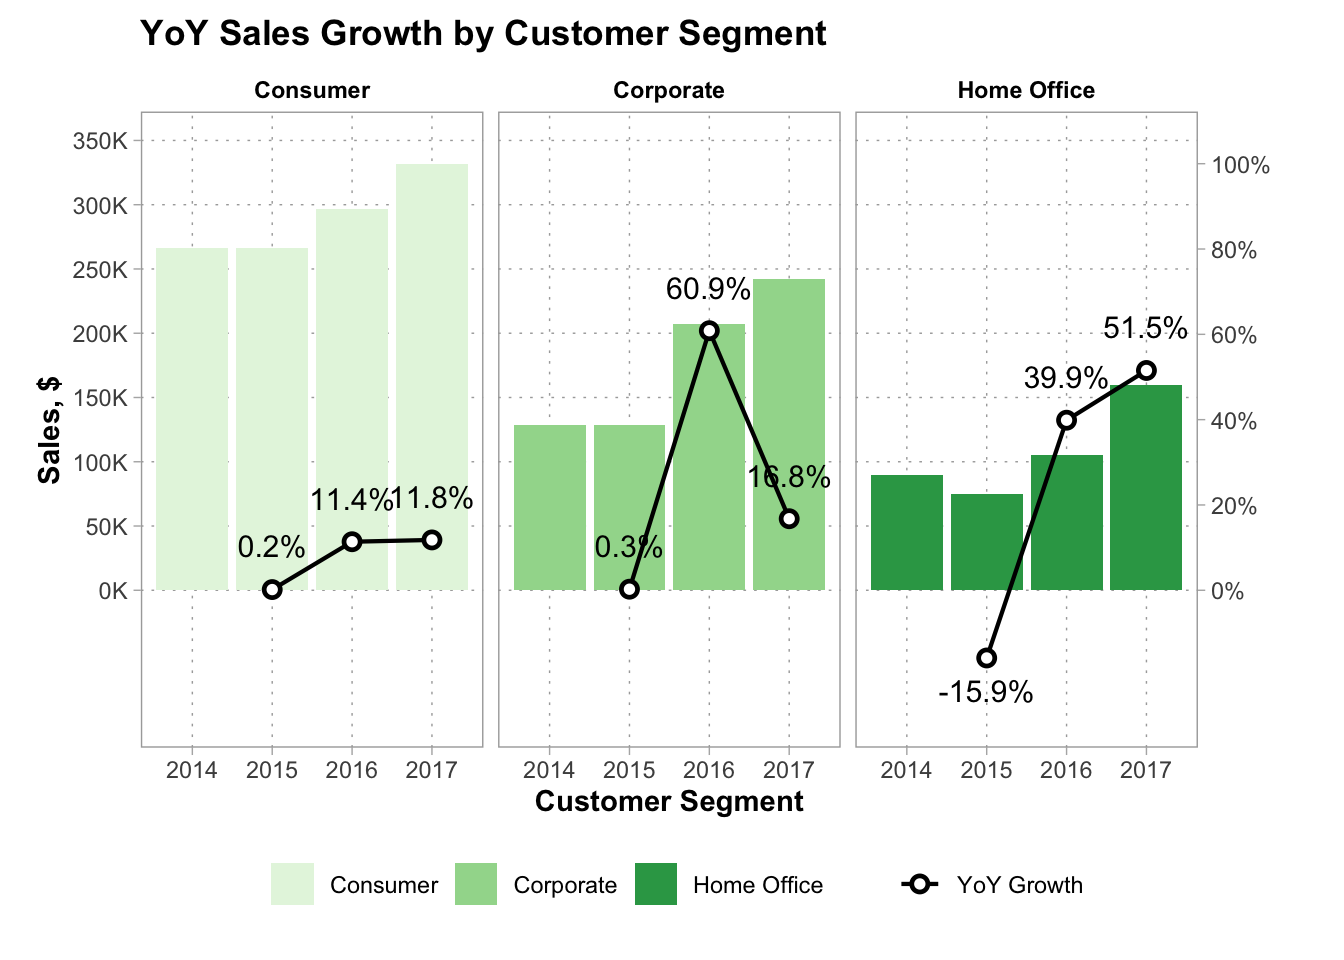 YoY Sales Growth by Customer Segment
Consumer Corporate Home Office
350K
300K
250K
200K
150K
100K
50K
0K
Sales, $
0.2%
11.4%
11.8%
0.3%
60.9%
16.8%
-15.9%
39.9%
51.5%
100%
80%
60%
40%
20%
0%
2014 2015 2016 2017 2014 2015 2016 2017 2014 2015 2016 2017
Customer Segment
Consumer Corporate Home Office YoY Growth